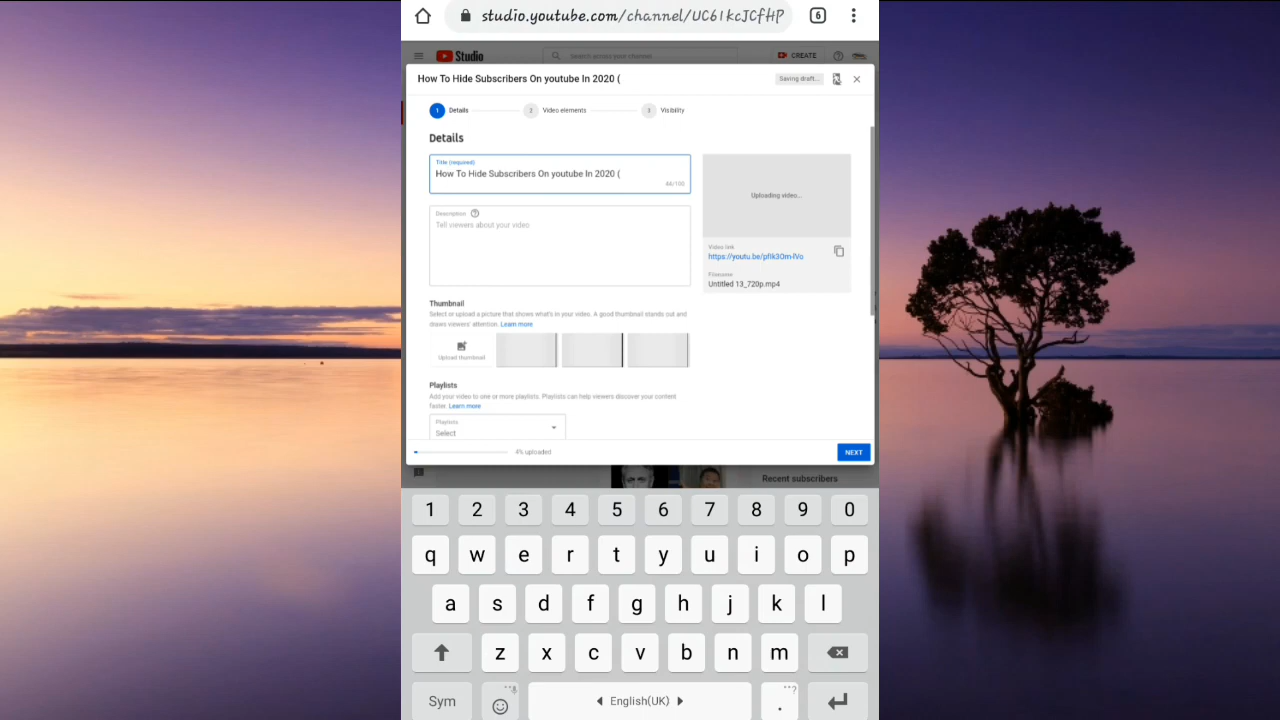 studio.youtube.com/channel/UC61kcJCfHP
6
Studio
Search across your channel
CREATE
How To Hide Subscribers On youtube In 2020 (
Saving draft...
1 Details
2 Video elements
3 Visibility
Details
Title (required)
How To Hide Subscribers On youtube In 2020 (
44/100
Uploading video...
Description
Tell viewers about your video
Video link
https://youtu.be/pfIk3Om-lVo
Filename
Untitled 13_720p.mp4
Thumbnail
Select or upload a picture that shows what's in your video. A good thumbnail stands out and
draws viewers' attention. Learn more
Upload thumbnail
Playlists
Add your video to one or more playlists. Playlists can help viewers discover your content
faster. Learn more
Playlists
Select
4% uploaded
NEXT
Recent subscribers
1 2 3 4 5 6 7 8 9 0
q w e r t y u i o p
a s d f g h j k l
z x c v b n m
Sym
English(UK)
. ?